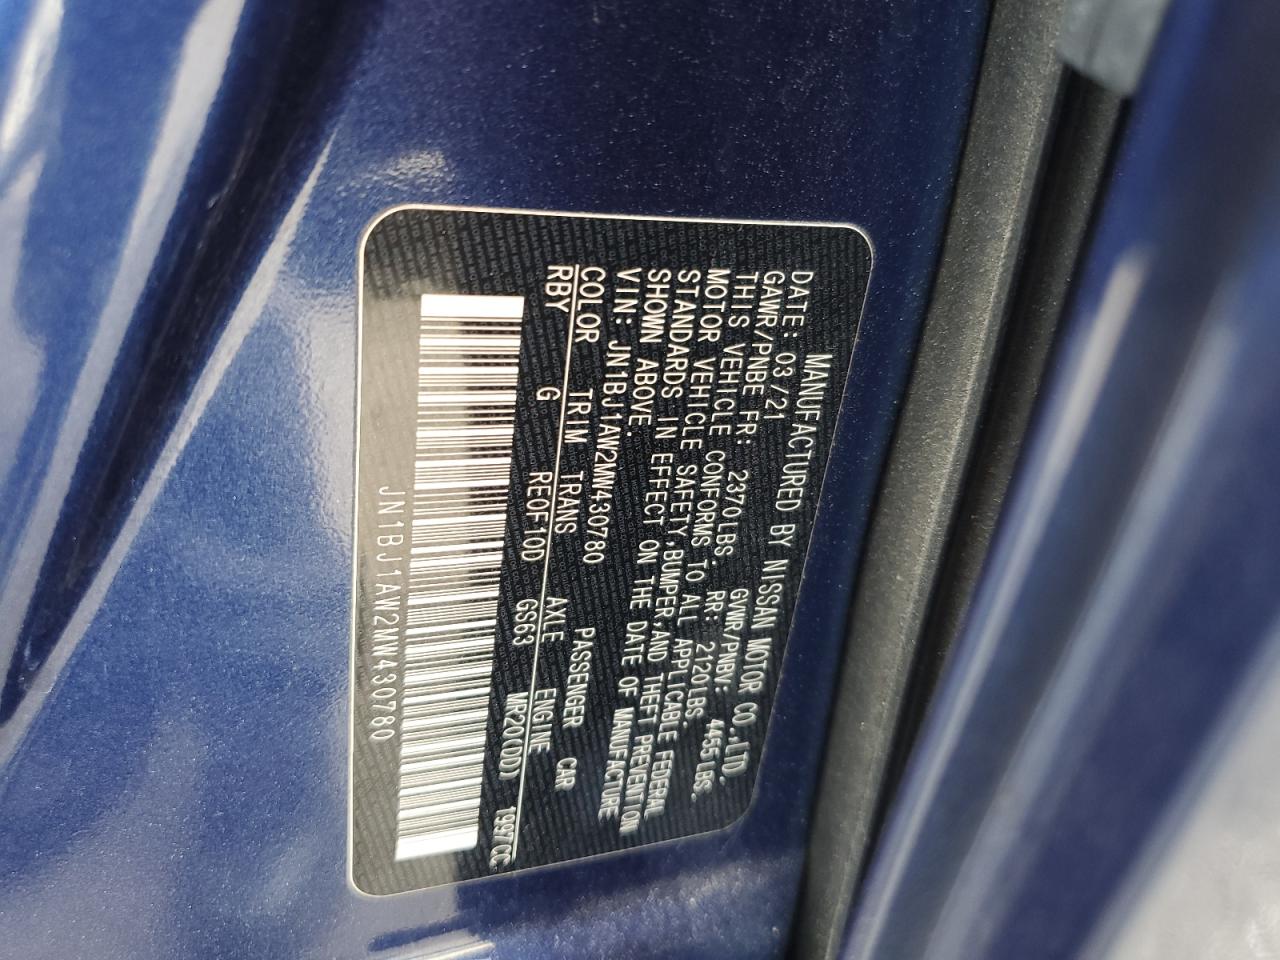 MANUFACTURED BY NISSAN MOTOR CO.,LTD.
DATE: 03/21 GVWR/PNBV: 4455LBS.
GAWR/PNBE FR: 2370LBS. RR: 2120LBS.
THIS VEHICLE CONFORMS TO ALL APPLICABLE FEDERAL
MOTOR VEHICLE SAFETY,BUMPER,AND THEFT PREVENTION
STANDARDS IN EFFECT ON THE DATE OF MANUFACTURE
SHOWN ABOVE.
VIN: JN1BJ1AW2MW430780 PASSENGER CAR
COLOR TRIM TRANS AXLE ENGINE
RBY G RE0F10D GS63 MR20(DD) 1997CC
JN1BJ1AW2MW430780